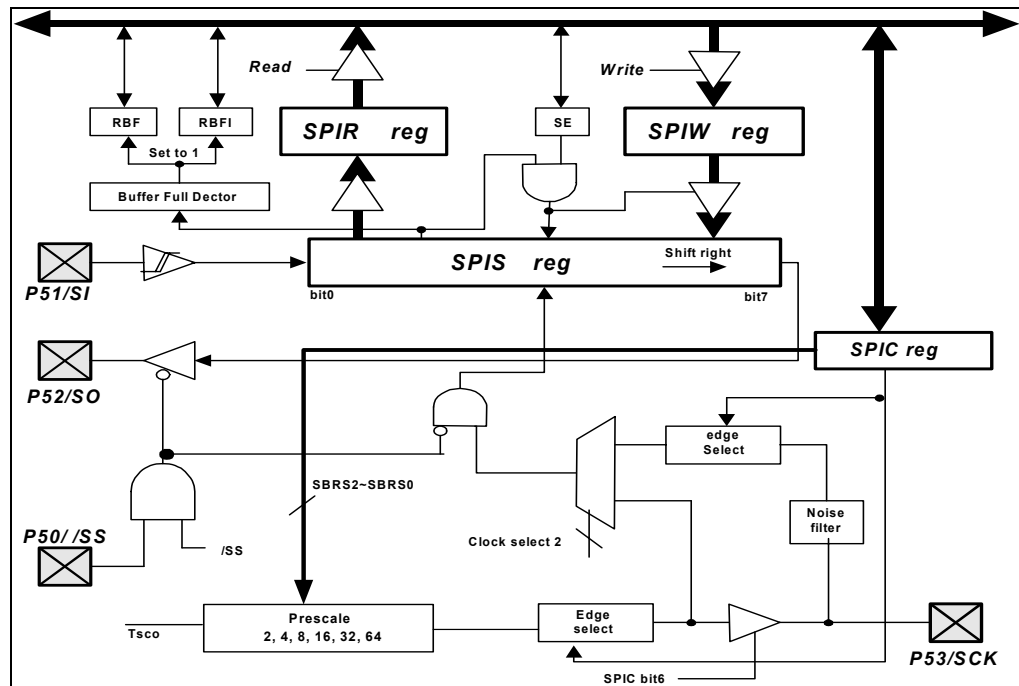 Read
Write
RBF
RBFI
SPIR reg
SE
SPIW reg
Set to 1
Buffer Full Dector
SPIS reg
Shift right
P51/SI
bit0
bit7
SPIC reg
P52/SO
edge
Select
SBRS2~SBRS0
Noise
filter
P50/ /SS
/SS
Clock select 2
Tsco
Prescale
2, 4, 8, 16, 32, 64
Edge
select
P53/SCK
SPIC bit6